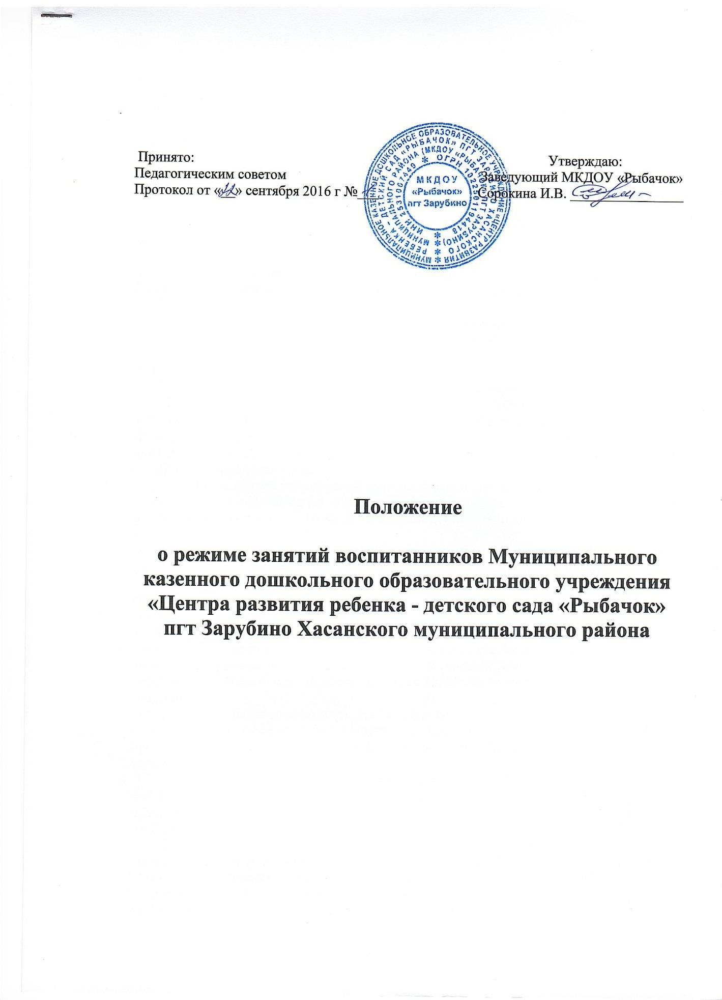 Принято:
Педагогическим советом
Протокол от «22» сентября 2016 г № 1
Утверждаю:
Заведующий МКДОУ «Рыбачок»
Сорокина И.В.
МУНИЦИПАЛЬНОЕ КАЗЕННОЕ ДОШКОЛЬНОЕ ОБРАЗОВАТЕЛЬНОЕ УЧРЕЖДЕНИЕ «ЦЕНТР РАЗВИТИЯ
РЕБЕНКА - ДЕТСКИЙ САД «РЫБАЧОК» ПГТ ЗАРУБИНО ХАСАНСКОГО
МУНИЦИПАЛЬНОГО РАЙОНА (МКДОУ «РЫБАЧОК» ПГТ ЗАРУБИНО)
ИНН 2531007449 * ОГРН 1022501194418
МКДОУ
«Рыбачок»
пгт Зарубино
Положение
о режиме занятий воспитанников Муниципального
казенного дошкольного образовательного учреждения
«Центра развития ребенка - детского сада «Рыбачок»
пгт Зарубино Хасанского муниципального района